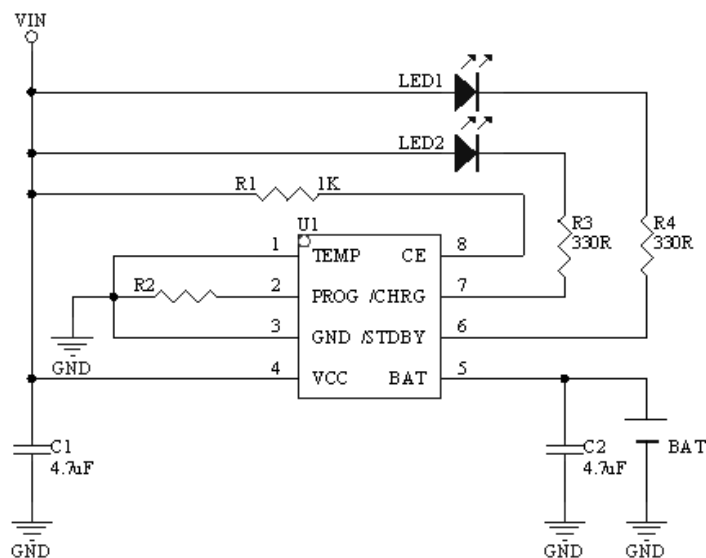 VIN
LED1
LED2
R1 1K
U1
R3
330R
R4
330R
1 TEMP CE 8
R2 2 PROG /CHRG 7
3 GND /STDBY 6
GND
4 VCC BAT 5
C1
4.7uF
C2
4.7uF
BAT
GND
GND
GND